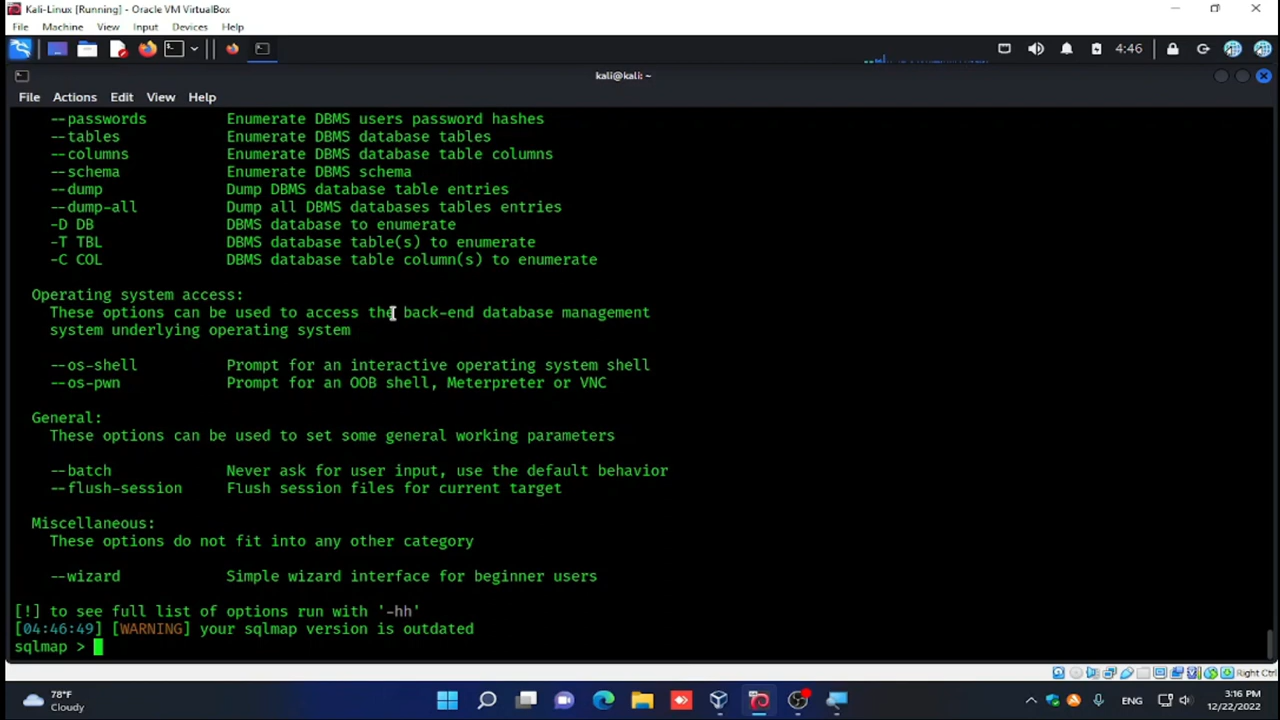 Kali-Linux [Running] - Oracle VM VirtualBox
File Machine View Input Devices Help
4:46
kali@kali: ~
File Actions Edit View Help
--passwords Enumerate DBMS users password hashes
--tables Enumerate DBMS database tables
--columns Enumerate DBMS database table columns
--schema Enumerate DBMS schema
--dump Dump DBMS database table entries
--dump-all Dump all DBMS databases tables entries
-D DB DBMS database to enumerate
-T TBL DBMS database table(s) to enumerate
-C COL DBMS database table column(s) to enumerate
Operating system access:
These options can be used to access the back-end database management
system underlying operating system
--os-shell Prompt for an interactive operating system shell
--os-pwn Prompt for an OOB shell, Meterpreter or VNC
General:
These options can be used to set some general working parameters
--batch Never ask for user input, use the default behavior
--flush-session Flush session files for current target
Miscellaneous:
These options do not fit into any other category
--wizard Simple wizard interface for beginner users
[!] to see full list of options run with '-hh'
[04:46:49] [WARNING] your sqlmap version is outdated
sqlmap >
Right Ctrl
78°F
Cloudy
ENG
3:16 PM
12/22/2022